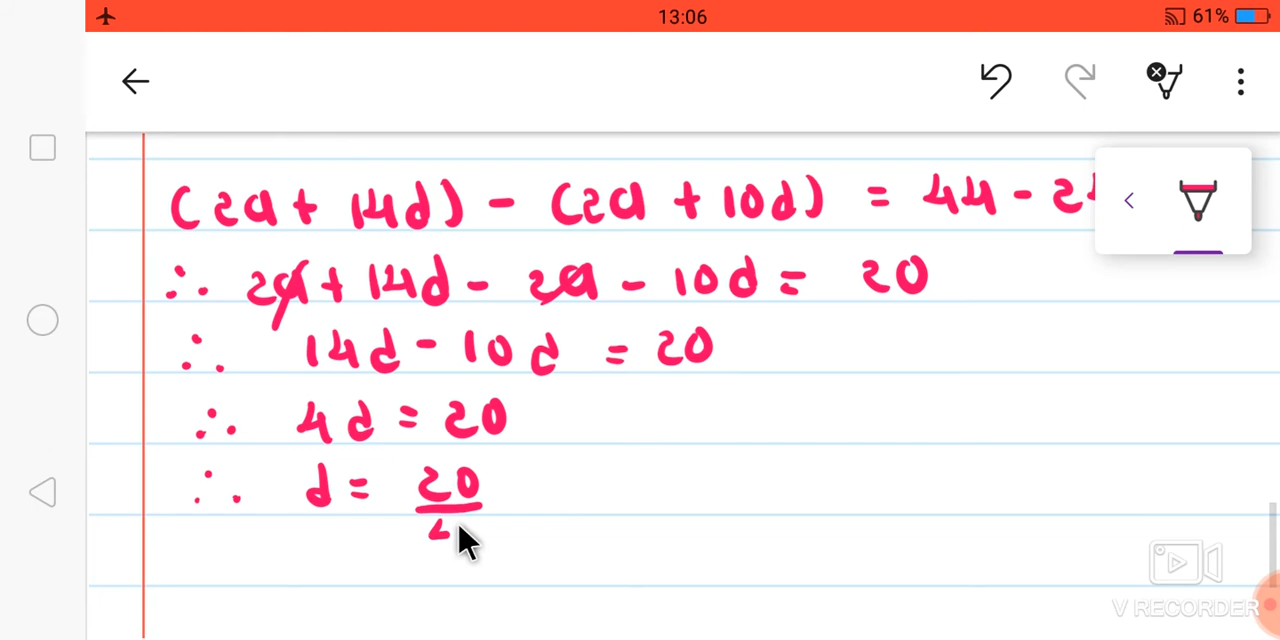 13:06
61%
(2a + 14d) - (2a + 10d) = 44 - 2
∴ 2a + 14d - 2a - 10d = 20
∴ 14d - 10d = 20
∴ 4d = 20
∴ d = 20
V RECORDER